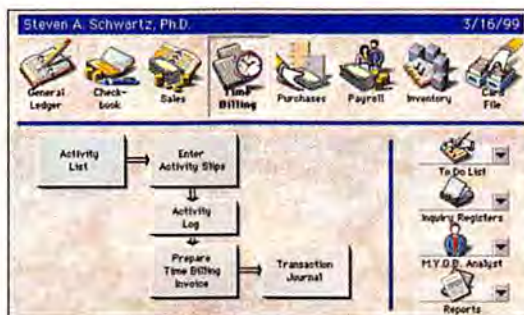 Steven A. Schwartz, Ph.D. 3/16/99
General
Ledger
Check-
book
Sales
Time
Billing
Purchases
Payroll
Inventory
Card
File
Activity
List
Enter
Activity Slips
Activity
Log
Prepare
Time Billing
Invoice
Transaction
Journal
To Do List
Inquiry Registers
M.Y.O.B. Analyst
Reports